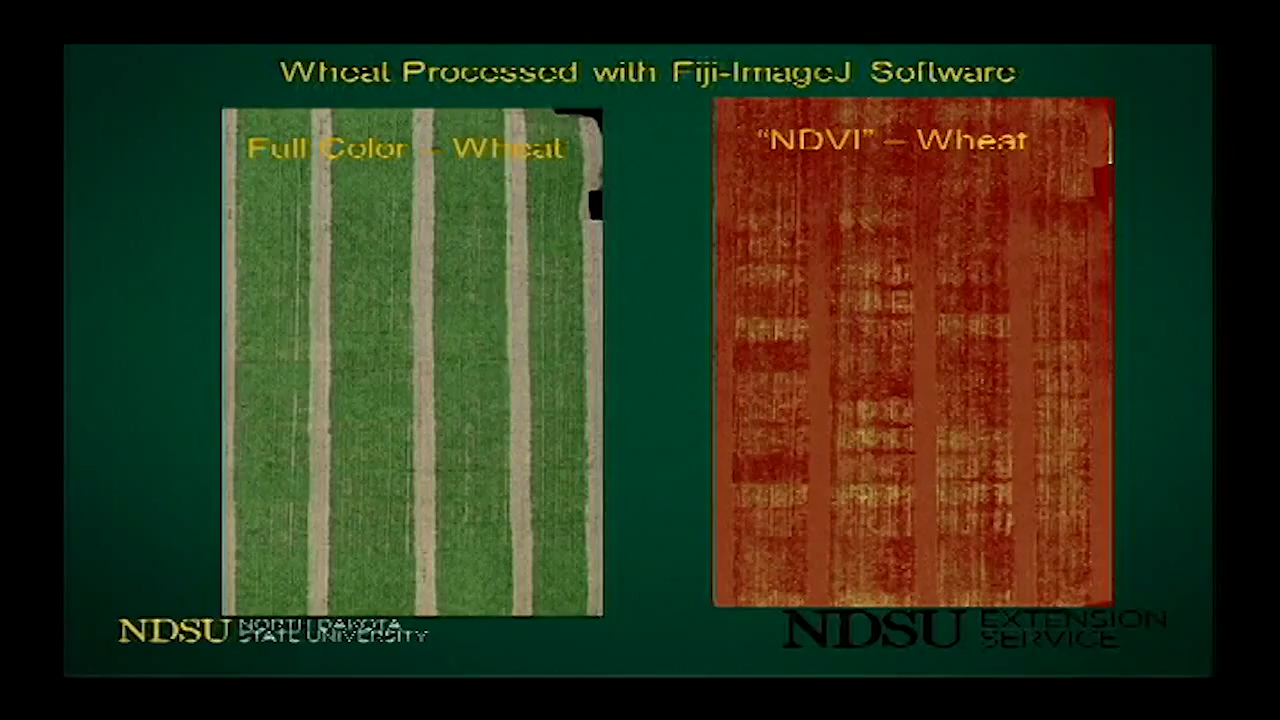 Wheat Processed with Fiji-ImageJ Software
Full Color – Wheat
“NDVI” – Wheat
NDSU NORTH DAKOTA
STATE UNIVERSITY
NDSU EXTENSION
SERVICE